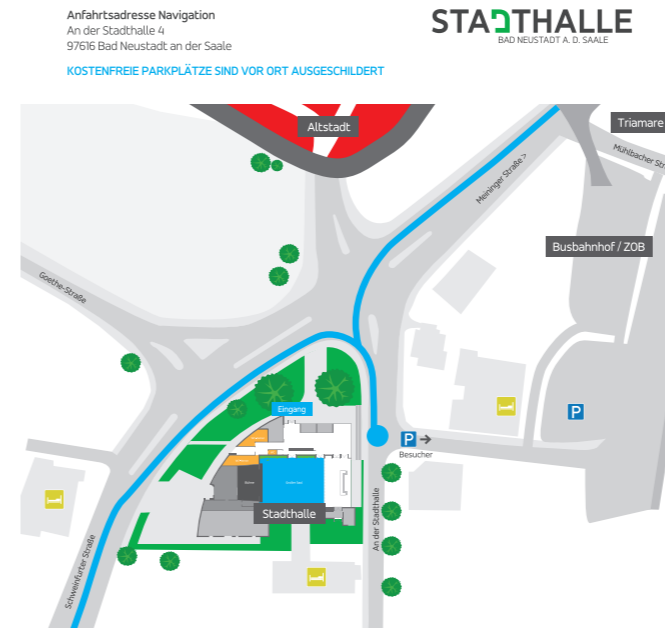 Anfahrtsadresse Navigation
An der Stadthalle 4
97616 Bad Neustadt an der Saale
KOSTENFREIE PARKPLÄTZE SIND VOR ORT AUSGESCHILDERT
STADTHALLE
BAD NEUSTADT A. D. SAALE
Altstadt
Triamare
Mühlbacher Str
Meininger Straße >
Busbahnhof / ZOB
Goethe-Straße
Eingang
P
P
Besucher
Stadthalle
An der Stadthalle
Schweinfurter Straße